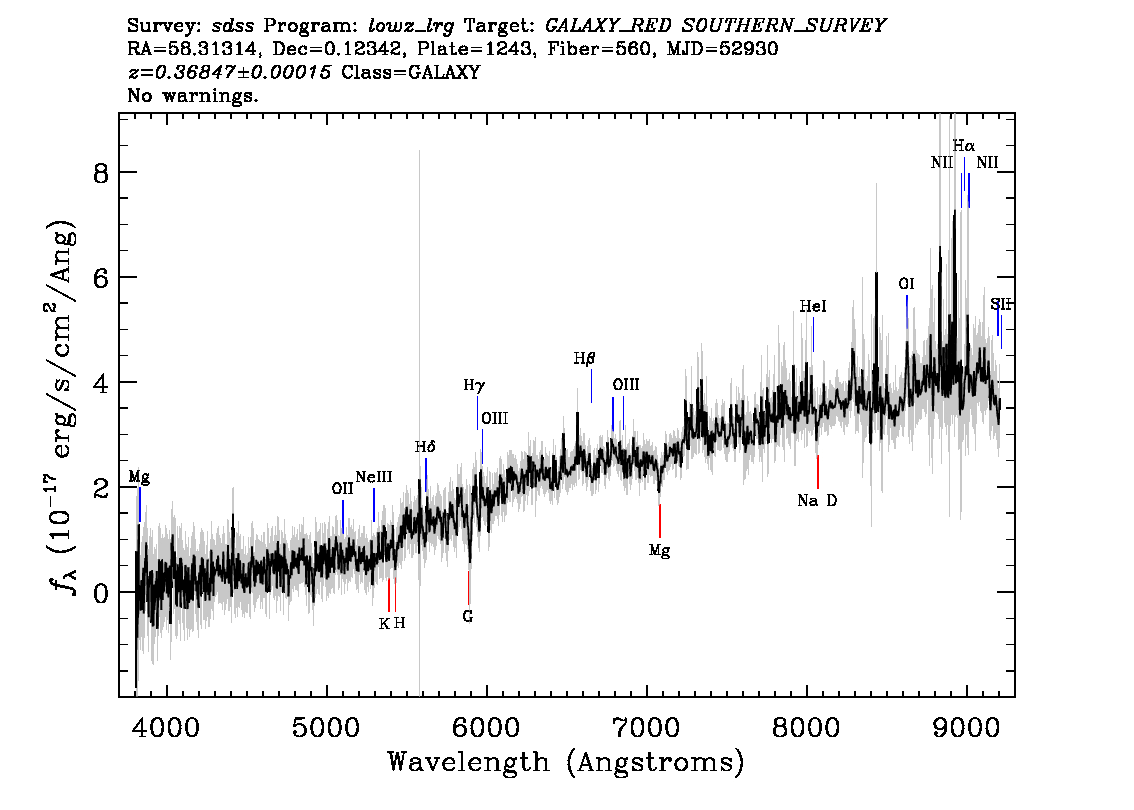 Survey: sdss Program: lowz_lrg Target: GALAXY_RED SOUTHERN_SURVEY
RA=58.31314, Dec=0.12342, Plate=1243, Fiber=560, MJD=52930
z=0.36847±0.00015 Class=GALAXY
No warnings.
Hα
NII NII
8
6
OI
SII
HeI
4
Hβ
Hγ
OIII
OIII
Hδ
2
Mg
NeIII
OII
Na D
Mg
0
G
K H
fλ (10⁻¹⁷ erg/s/cm²/Ang)
4000 5000 6000 7000 8000 9000
Wavelength (Angstroms)